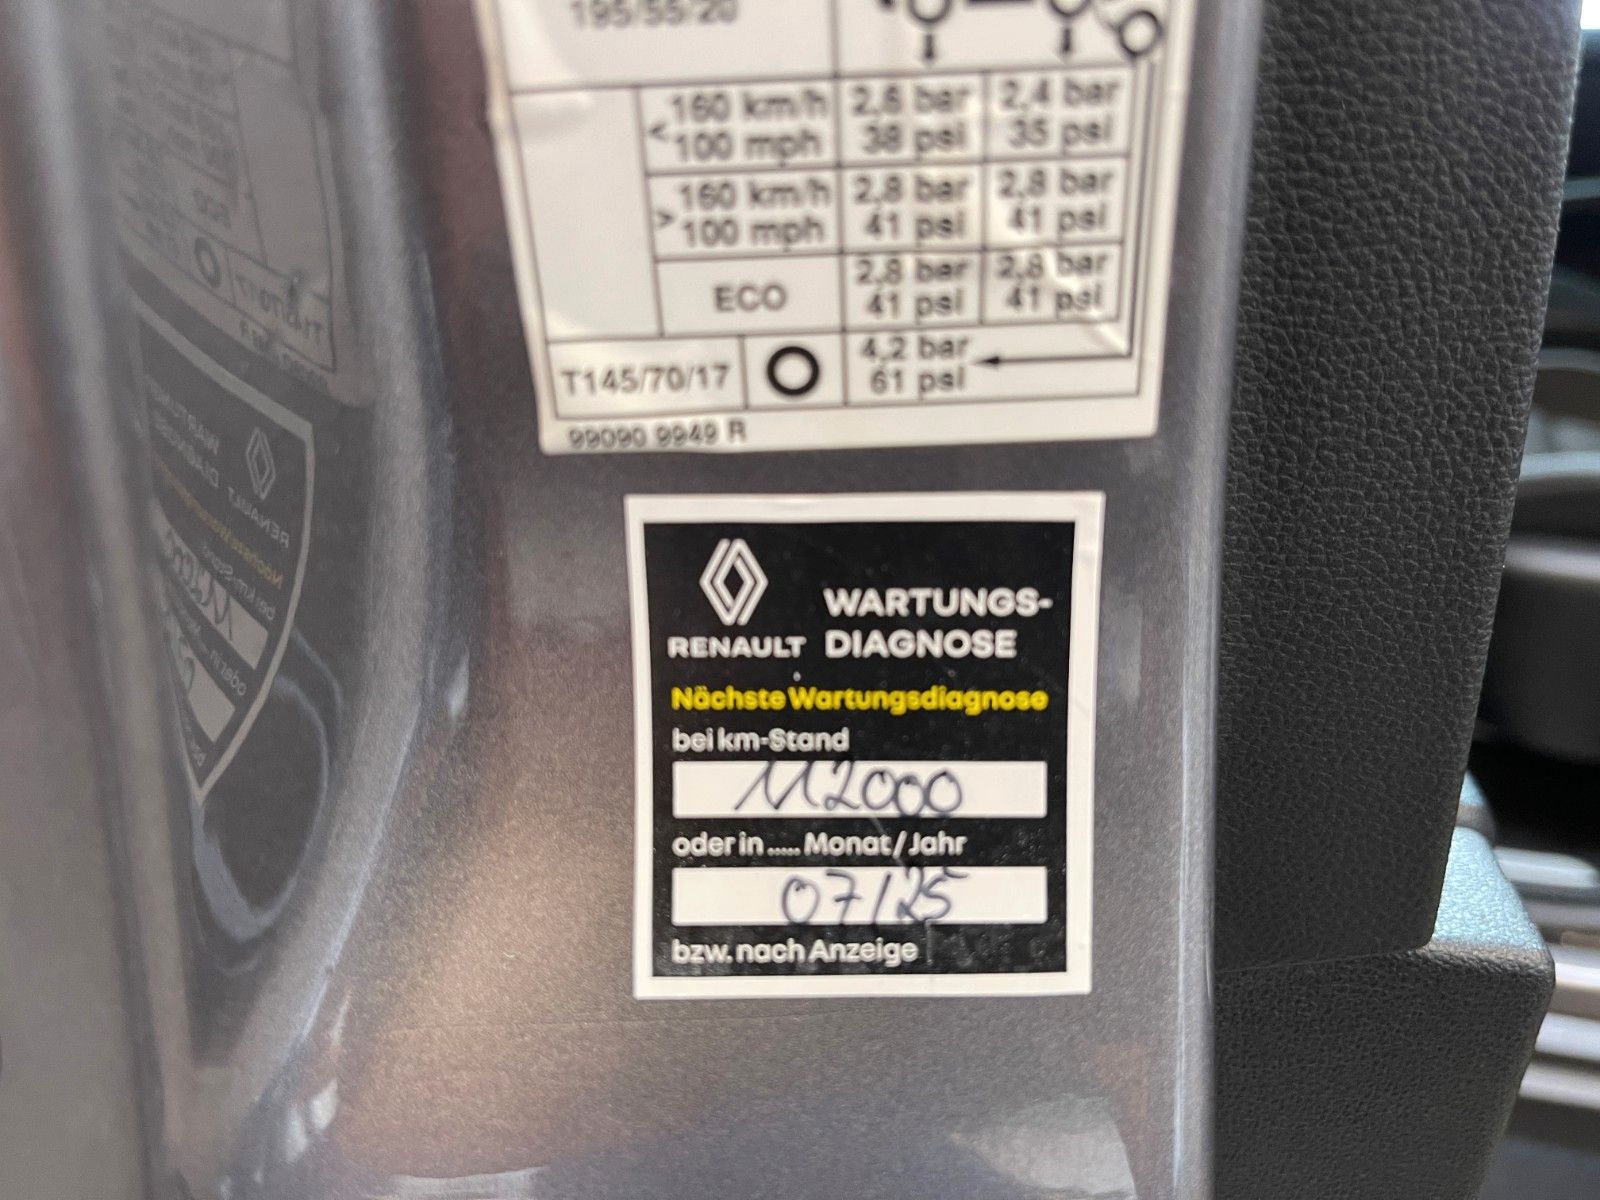 195/55/20
< 160 km/h 2,6 bar 2,4 bar
100 mph 38 psi 35 psi
> 160 km/h 2,8 bar 2,8 bar
100 mph 41 psi 41 psi
ECO 2,8 bar 2,8 bar
41 psi 41 psi
T145/70/17 4,2 bar
61 psi
99090 9949 R
RENAULT
WARTUNGS-
DIAGNOSE
Nächste Wartungsdiagnose
bei km-Stand
112000
oder in ..... Monat/Jahr
07/25
bzw. nach Anzeige